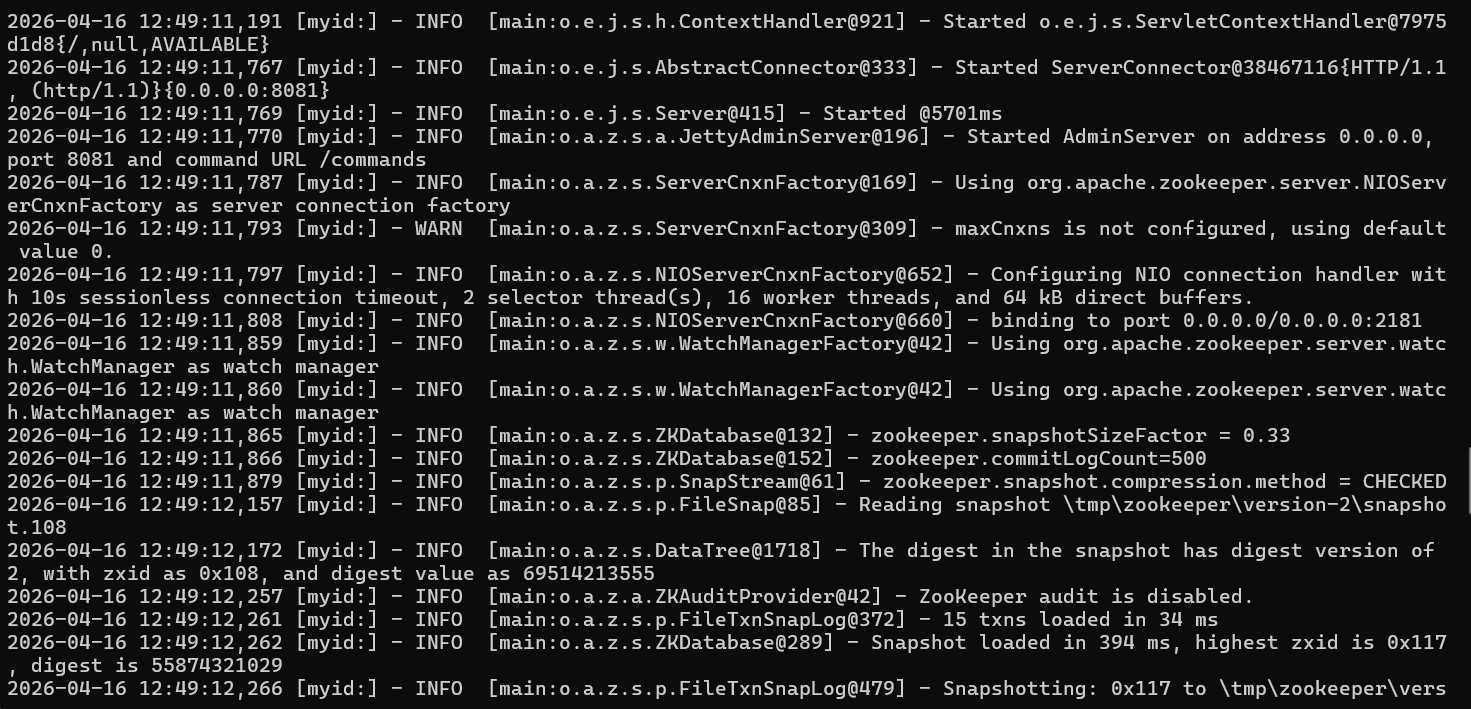 2026-04-16 12:49:11,191 [myid:] - INFO  [main:o.e.j.s.h.ContextHandler@921] - Started o.e.j.s.ServletContextHandler@7975
d1d8{/,null,AVAILABLE}
2026-04-16 12:49:11,767 [myid:] - INFO  [main:o.e.j.s.AbstractConnector@333] - Started ServerConnector@38467116{HTTP/1.1
, (http/1.1)}{0.0.0.0:8081}
2026-04-16 12:49:11,769 [myid:] - INFO  [main:o.e.j.s.Server@415] - Started @5701ms
2026-04-16 12:49:11,770 [myid:] - INFO  [main:o.a.z.s.a.JettyAdminServer@196] - Started AdminServer on address 0.0.0.0,
port 8081 and command URL /commands
2026-04-16 12:49:11,787 [myid:] - INFO  [main:o.a.z.s.ServerCnxnFactory@169] - Using org.apache.zookeeper.server.NIOServ
erCnxnFactory as server connection factory
2026-04-16 12:49:11,793 [myid:] - WARN  [main:o.a.z.s.ServerCnxnFactory@309] - maxCnxns is not configured, using default
 value 0.
2026-04-16 12:49:11,797 [myid:] - INFO  [main:o.a.z.s.NIOServerCnxnFactory@652] - Configuring NIO connection handler wit
h 10s sessionless connection timeout, 2 selector thread(s), 16 worker threads, and 64 kB direct buffers.
2026-04-16 12:49:11,808 [myid:] - INFO  [main:o.a.z.s.NIOServerCnxnFactory@660] - binding to port 0.0.0.0/0.0.0.0:2181
2026-04-16 12:49:11,859 [myid:] - INFO  [main:o.a.z.s.w.WatchManagerFactory@42] - Using org.apache.zookeeper.server.watc
h.WatchManager as watch manager
2026-04-16 12:49:11,860 [myid:] - INFO  [main:o.a.z.s.w.WatchManagerFactory@42] - Using org.apache.zookeeper.server.watc
h.WatchManager as watch manager
2026-04-16 12:49:11,865 [myid:] - INFO  [main:o.a.z.s.ZKDatabase@132] - zookeeper.snapshotSizeFactor = 0.33
2026-04-16 12:49:11,866 [myid:] - INFO  [main:o.a.z.s.ZKDatabase@152] - zookeeper.commitLogCount=500
2026-04-16 12:49:11,879 [myid:] - INFO  [main:o.a.z.s.p.SnapStream@61] - zookeeper.snapshot.compression.method = CHECKED
2026-04-16 12:49:12,157 [myid:] - INFO  [main:o.a.z.s.p.FileSnap@85] - Reading snapshot \tmp\zookeeper\version-2\snapsho
t.108
2026-04-16 12:49:12,172 [myid:] - INFO  [main:o.a.z.s.DataTree@1718] - The digest in the snapshot has digest version of
2, with zxid as 0x108, and digest value as 69514213555
2026-04-16 12:49:12,257 [myid:] - INFO  [main:o.a.z.a.ZKAuditProvider@42] - ZooKeeper audit is disabled.
2026-04-16 12:49:12,261 [myid:] - INFO  [main:o.a.z.s.p.FileTxnSnapLog@372] - 15 txns loaded in 34 ms
2026-04-16 12:49:12,262 [myid:] - INFO  [main:o.a.z.s.ZKDatabase@289] - Snapshot loaded in 394 ms, highest zxid is 0x117
, digest is 55874321029
2026-04-16 12:49:12,266 [myid:] - INFO  [main:o.a.z.s.p.FileTxnSnapLog@479] - Snapshotting: 0x117 to \tmp\zookeeper\vers